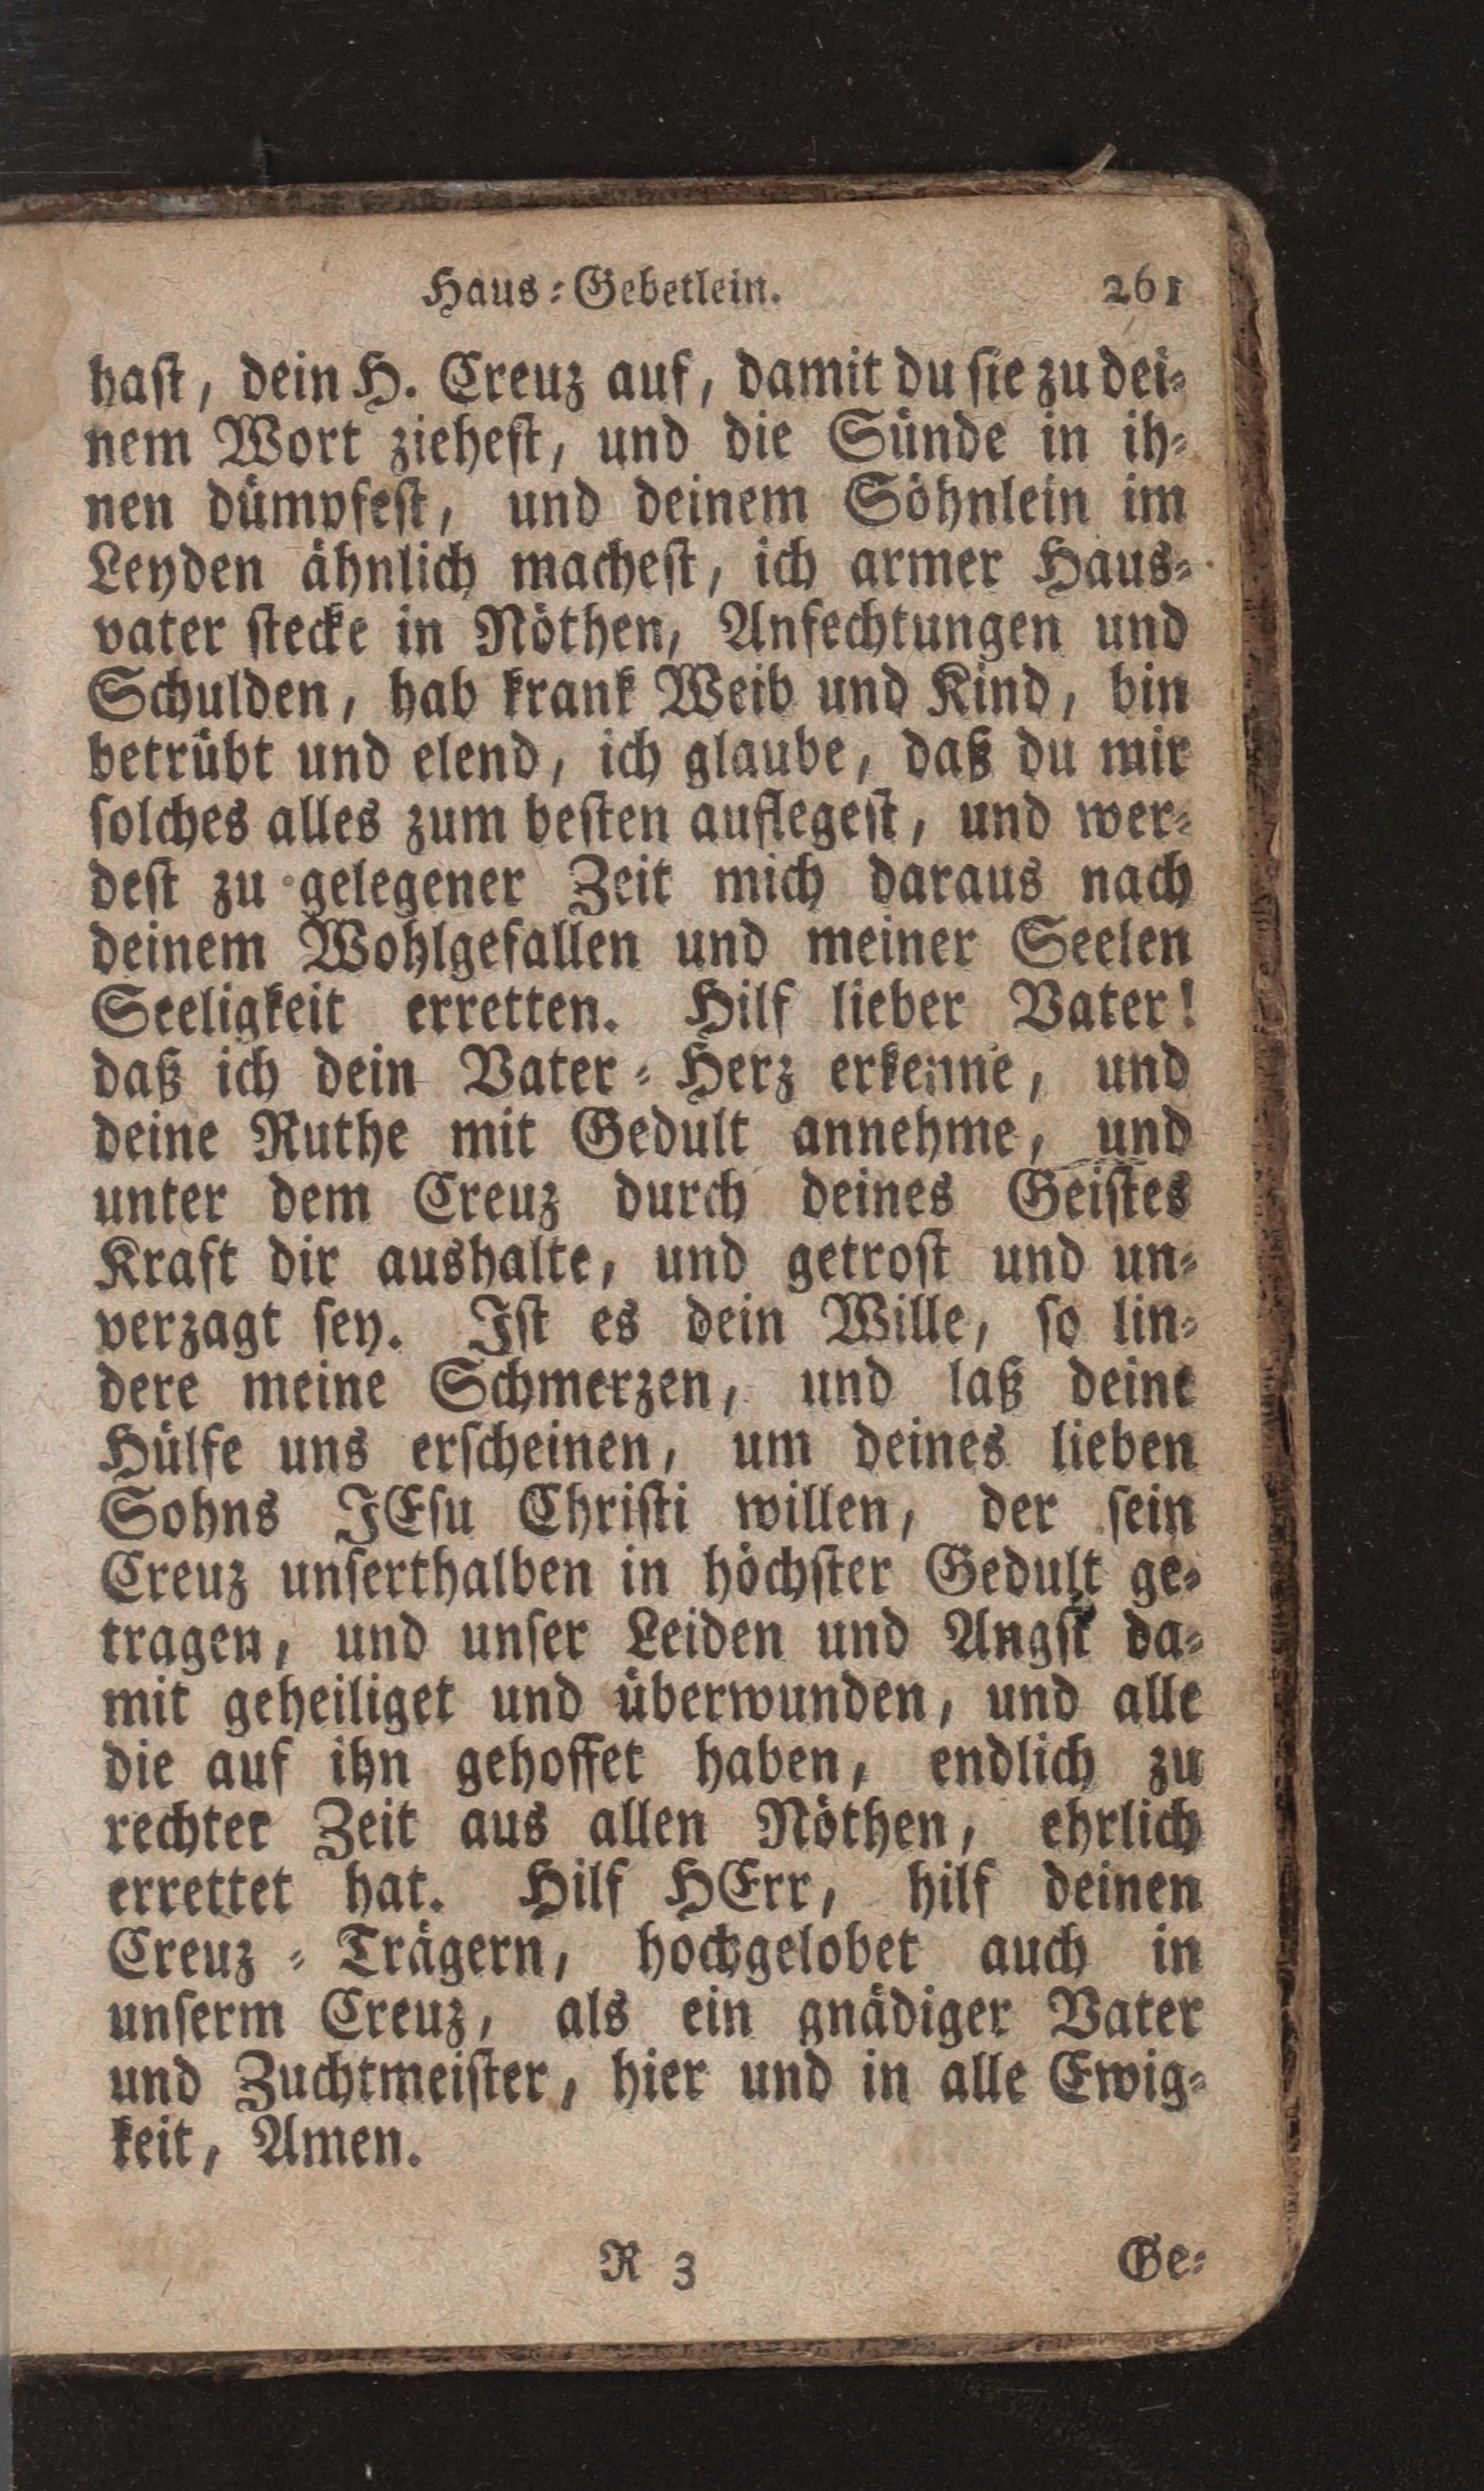 Haus⸗Gebetlein. 261
haſt, dein H. Creuz auf, damit du ſie zu dei⸗
nem Wort zieheſt, und die Sünde in ih⸗
nen dümpfeſt, und deinem Söhnlein im
Leyden ähnlich macheſt, ich armer Haus⸗
vater ſtecke in Nöthen, Anfechtungen und
Schulden, hab krank Weib und Kind, bin
betrübt und elend, ich glaube, daß du mir
ſolches alles zum beſten auflegeſt, und wer⸗
deſt zu gelegener Zeit mich daraus nach
deinem Wohlgefallen und meiner Seelen
Seeligkeit erretten. Hilf lieber Vater!
daß ich dein Vater⸗Herz erkenne, und
deine Ruthe mit Gedult annehme, und
unter dem Creuz durch deines Geiſtes
Kraft dir aushalte, und getroſt und un⸗
verzagt ſey. Iſt es dein Wille, ſo lin⸗
dere meine Schmerzen, und laß deine
Hülfe uns erſcheinen, um deines lieben
Sohns JEſu Chriſti willen, der ſein
Creuz unſerthalben in höchſter Gedult ge⸗
tragen, und unſer Leiden und Angſt da⸗
mit geheiliget und überwunden, und alle
die auf ihn gehoffet haben, endlich zu
rechter Zeit aus allen Nöthen, ehrlich
errettet hat. Hilf HErr, hilf deinen
Creuz⸗Trägern, hochgelobet auch in
unſerm Creuz, als ein gnädiger Vater
und Zuchtmeiſter, hier und in alle Ewig⸗
keit, Amen.
R 3 Ge⸗